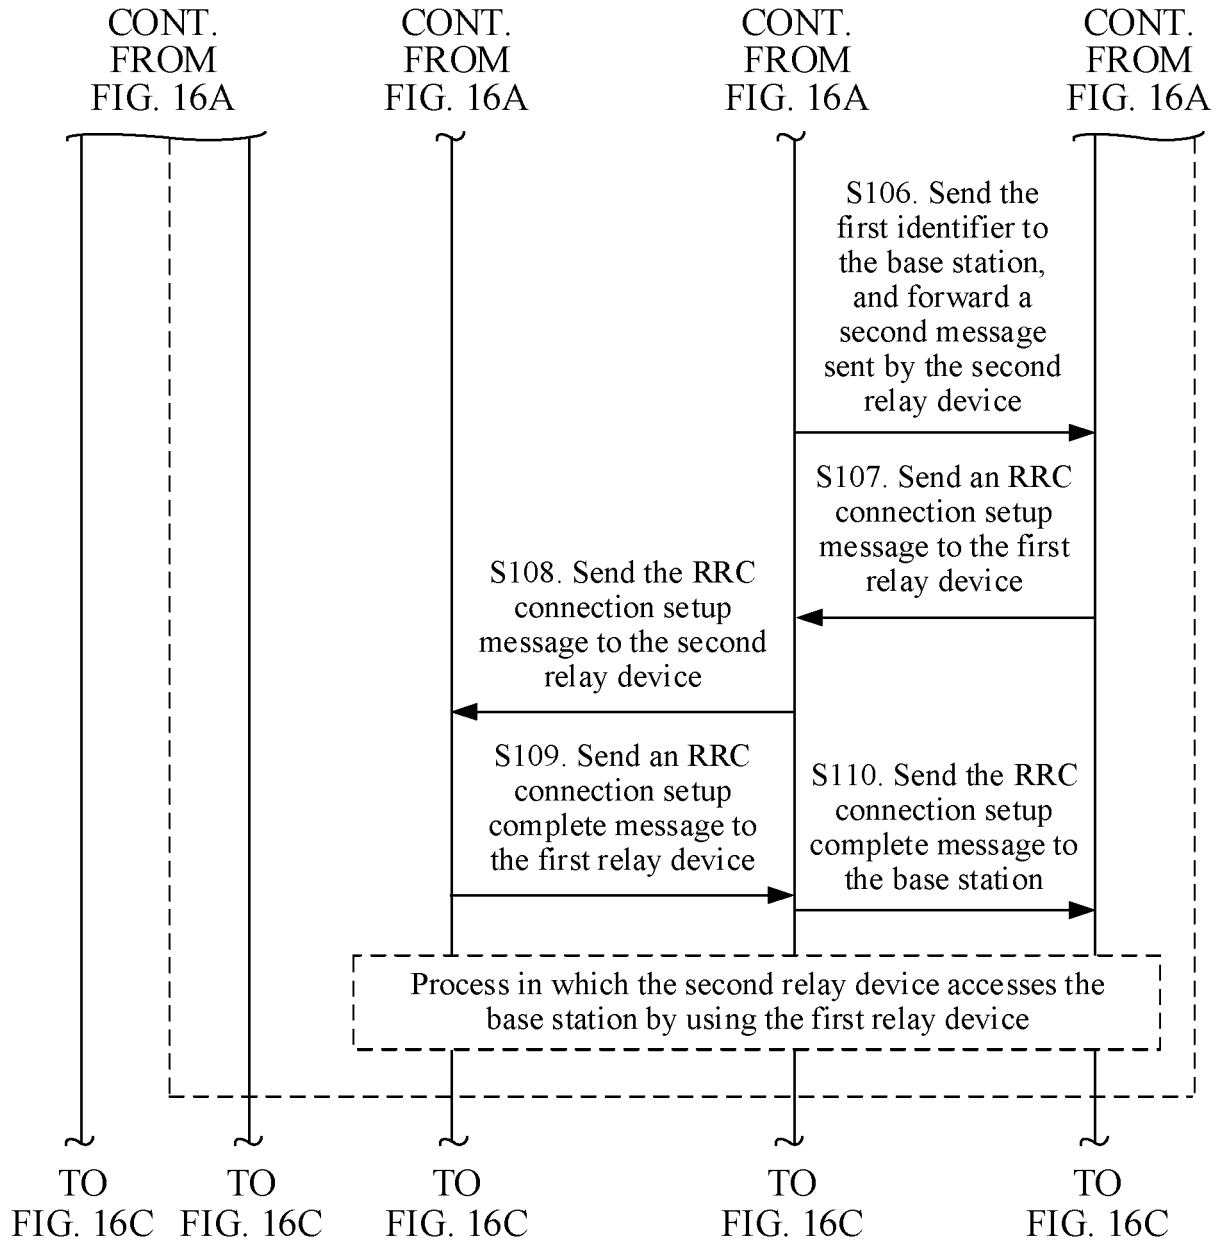 CONT.
FROM
FIG. 16A
CONT.
FROM
FIG. 16A
CONT.
FROM
FIG. 16A
CONT.
FROM
FIG. 16A
S106. Send the
first identifier to
the base station,
and forward a
second message
sent by the second
relay device
S107. Send an RRC
connection setup
message to the first
relay device
S108. Send the RRC
connection setup
message to the second
relay device
S109. Send an RRC
connection setup
complete message to
the first relay device
S110. Send the RRC
connection setup
complete message to
the base station
Process in which the second relay device accesses the
base station by using the first relay device
TO
FIG. 16C
TO
FIG. 16C
TO
FIG. 16C
TO
FIG. 16C
TO
FIG. 16C